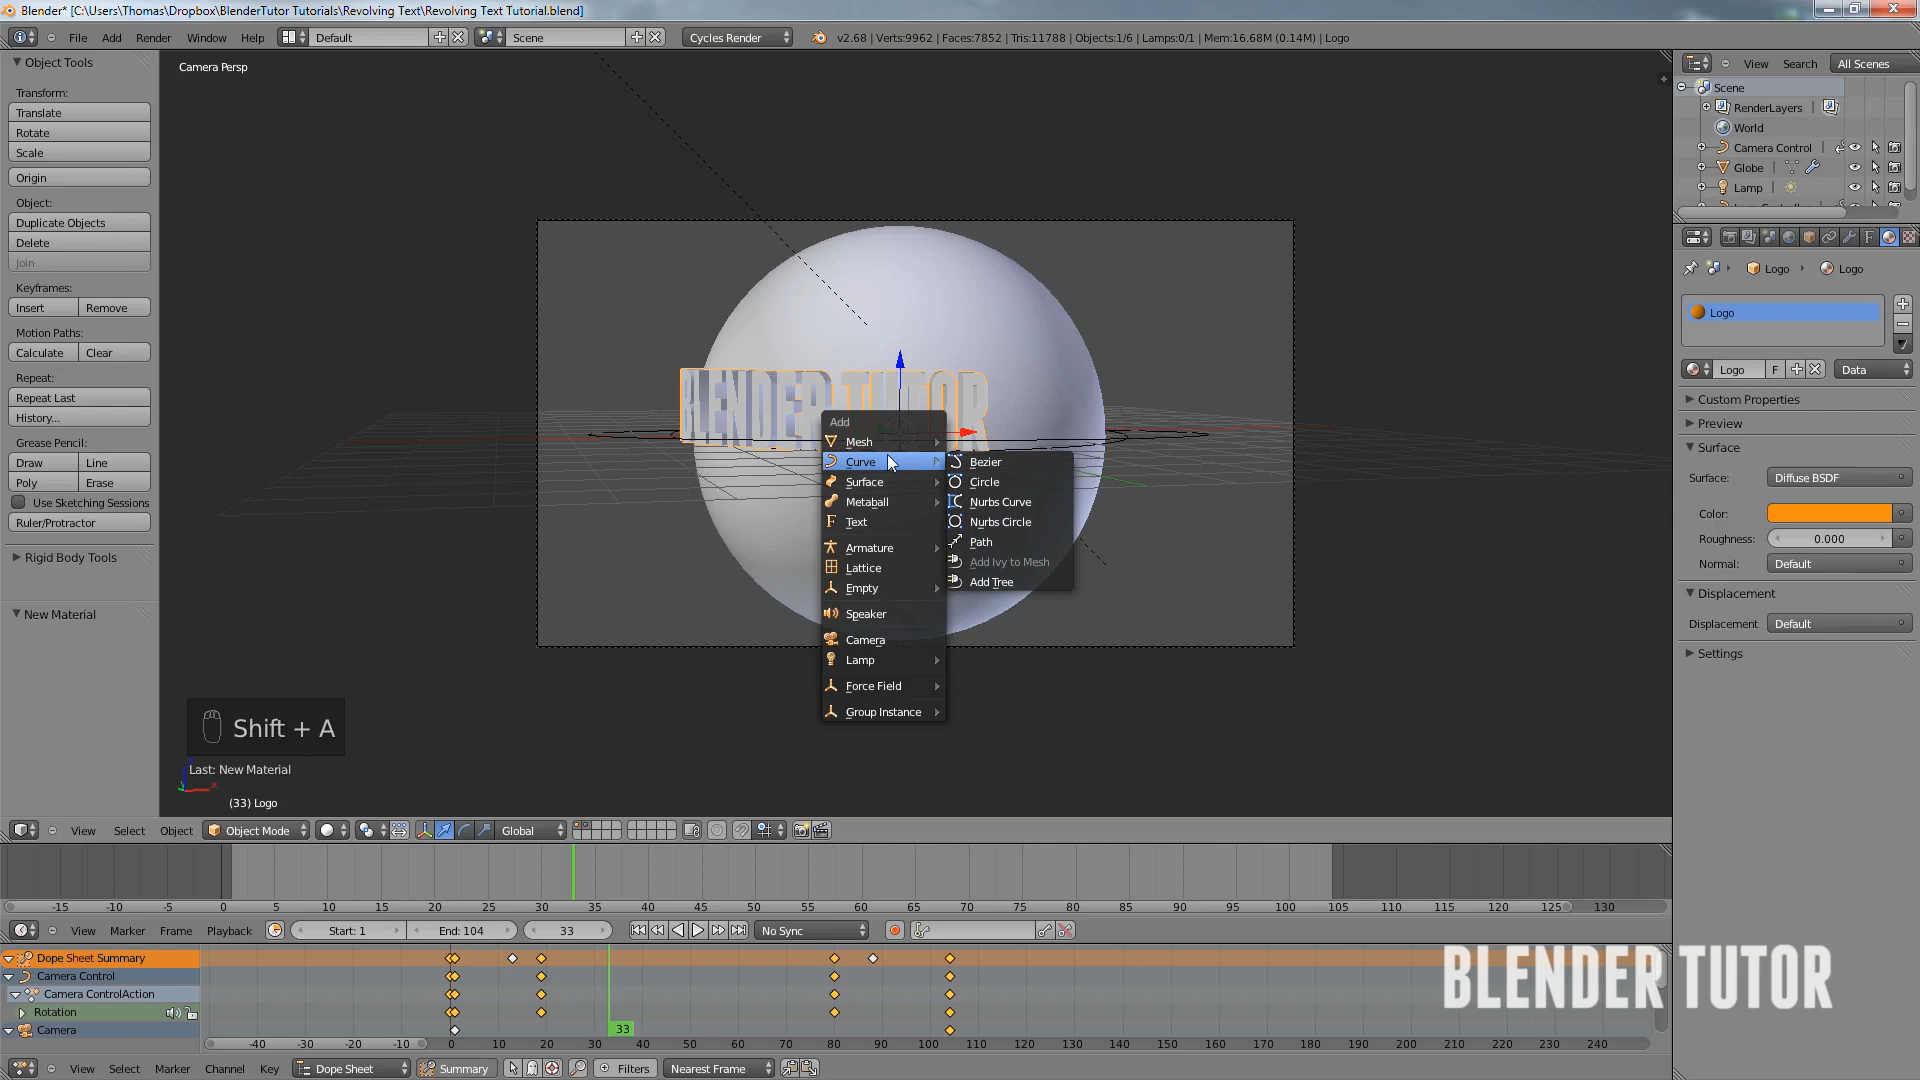 Blender* [C:\Users\Thomas\Dropbox\BlenderTutor Tutorials\Revolving Text\Revolving Text Tutorial.blend]
File Add Render Window Help Default Scene Cycles Render v2.68 | Verts:9962 | Faces:7852 | Tris:11788 | Objects:1/6 | Lamps:0/1 | Mem:16.68M (0.14M) | Logo
Object Tools
Transform:
Translate
Rotate
Scale
Origin
Object:
Duplicate Objects
Delete
Join
Keyframes:
Insert Remove
Motion Paths:
Calculate Clear
Repeat:
Repeat Last
History...
Grease Pencil:
Draw Line
Poly Erase
Use Sketching Sessions
Ruler/Protractor
Rigid Body Tools
New Material
Camera Persp
BLENDER TUTOR
Add
Mesh
Curve
Surface
Metaball
Text
Armature
Lattice
Empty
Speaker
Camera
Lamp
Force Field
Group Instance
Bezier
Circle
Nurbs Curve
Nurbs Circle
Path
Add Ivy to Mesh
Add Tree
Shift + A
Last: New Material
(33) Logo
View Search All Scenes
Scene
RenderLayers
World
Camera Control
Globe
Lamp
Logo Logo
Logo
Logo F Data
Custom Properties
Preview
Surface
Surface: Diffuse BSDF
Color:
Roughness: 0.000
Normal: Default
Displacement
Displacement Default
Settings
View Select Object Object Mode Global
-15 -10 -5 0 5 10 15 20 25 30 35 40 45 50 55 60 65 70 75 80 85 90 95 100 105 110 115 120 125 130
View Marker Frame Playback Start: 1 End: 104 33 No Sync
Dope Sheet Summary
Camera Control
Camera ControlAction
Rotation
Camera
33
-40 -30 -20 -10 0 10 20 30 40 50 60 70 80 90 100 110 120 130 140 150 160 170 180 190 200 210 220 230 240
View Select Marker Channel Key Dope Sheet Summary Filters Nearest Frame
BLENDER TUTOR